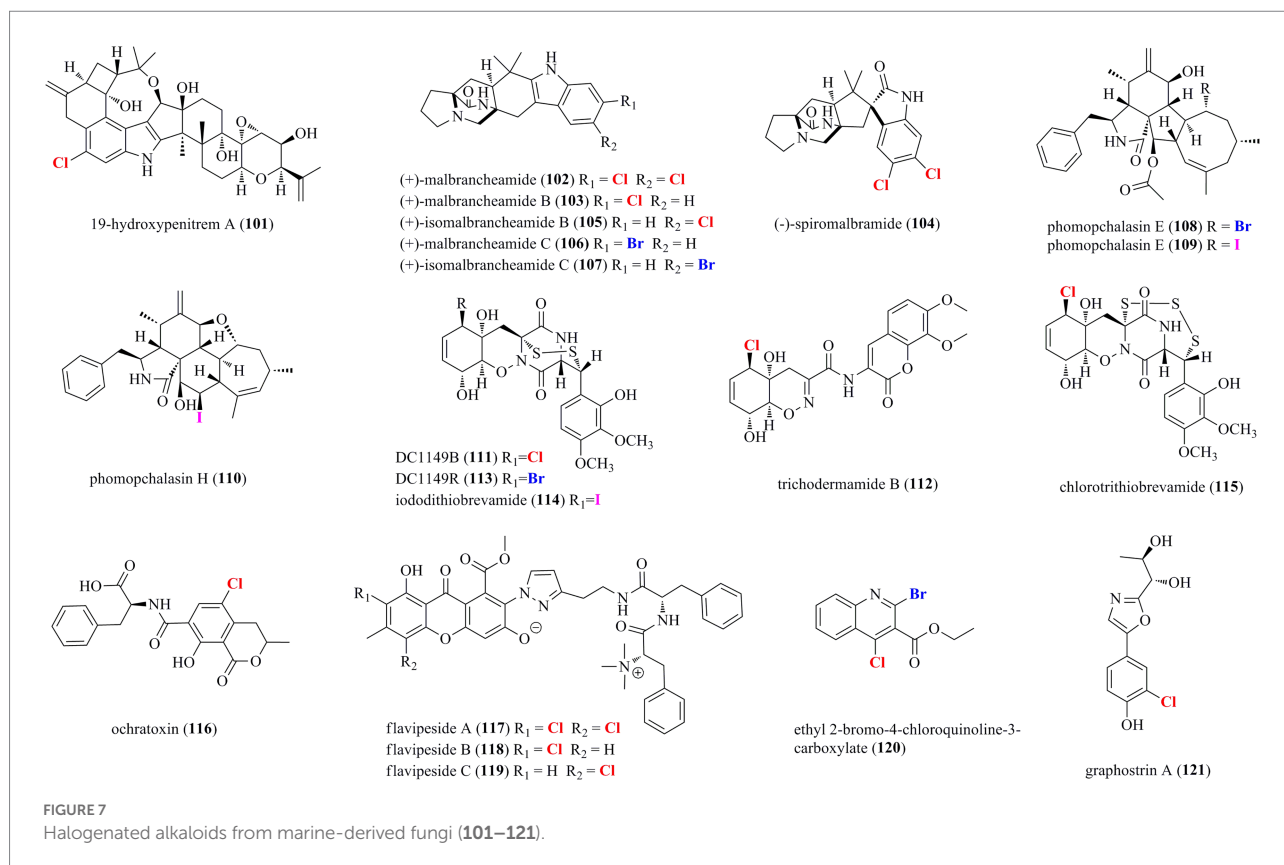 19-hydroxypenitrem A (101)
(+)-malbrancheamide (102) R1 = Cl R2 = Cl
(+)-malbrancheamide B (103) R1 = Cl R2 = H
(+)-isomalbrancheamide B (105) R1 = H R2 = Cl
(+)-malbrancheamide C (106) R1 = Br R2 = H
(+)-isomalbrancheamide C (107) R1 = H R2 = Br
(-)-spiromalbramide (104)
phomopchalasin E (108) R = Br
phomopchalasin E (109) R = I
phomopchalasin H (110)
DC1149B (111) R1=Cl
DC1149R (113) R1=Br
iododithiobrevamide (114) R1=I
trichodermamide B (112)
chlorotrithiobrevamide (115)
ochratoxin (116)
flavipeside A (117) R1 = Cl R2 = Cl
flavipeside B (118) R1 = Cl R2 = H
flavipeside C (119) R1 = H R2 = Cl
ethyl 2-bromo-4-chloroquinoline-3-
carboxylate (120)
graphostrin A (121)
FIGURE 7
Halogenated alkaloids from marine-derived fungi (101–121).